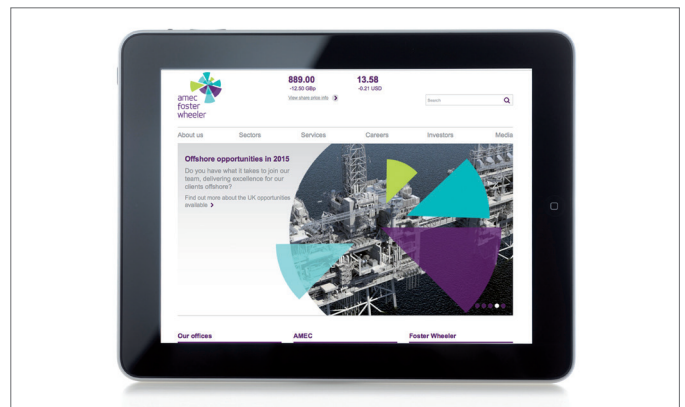 amec
foster
wheeler
889.00
-12.50 GBp
View share price info
13.58
-0.21 USD
Search
About us Sectors Services Careers Investors Media
Offshore opportunities in 2015
Do you have what it takes to join our
team, delivering excellence for our
clients offshore?
Find out more about the UK opportunities
available
Our offices AMEC Foster Wheeler